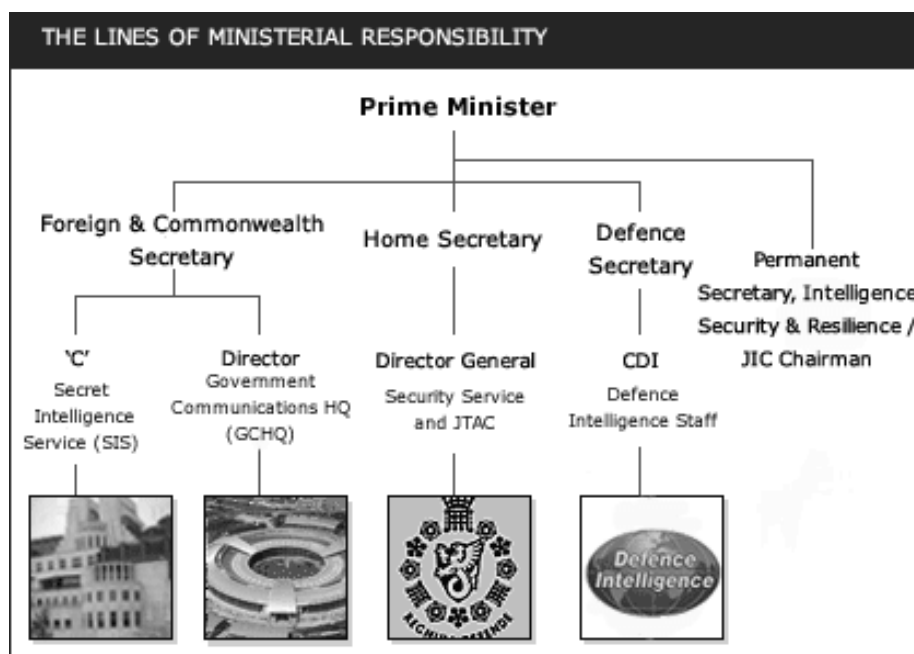 THE LINES OF MINISTERIAL RESPONSIBILITY
Prime Minister
Foreign & Commonwealth
Secretary
Home Secretary
Defence
Secretary
Permanent
Secretary, Intelligence
Security & Resilience /
JIC Chairman
'C'
Secret
Intelligence
Service (SIS)
Director
Government
Communications HQ
(GCHQ)
Director General
Security Service
and JTAC
CDI
Defence
Intelligence Staff
Defence
Intelligence